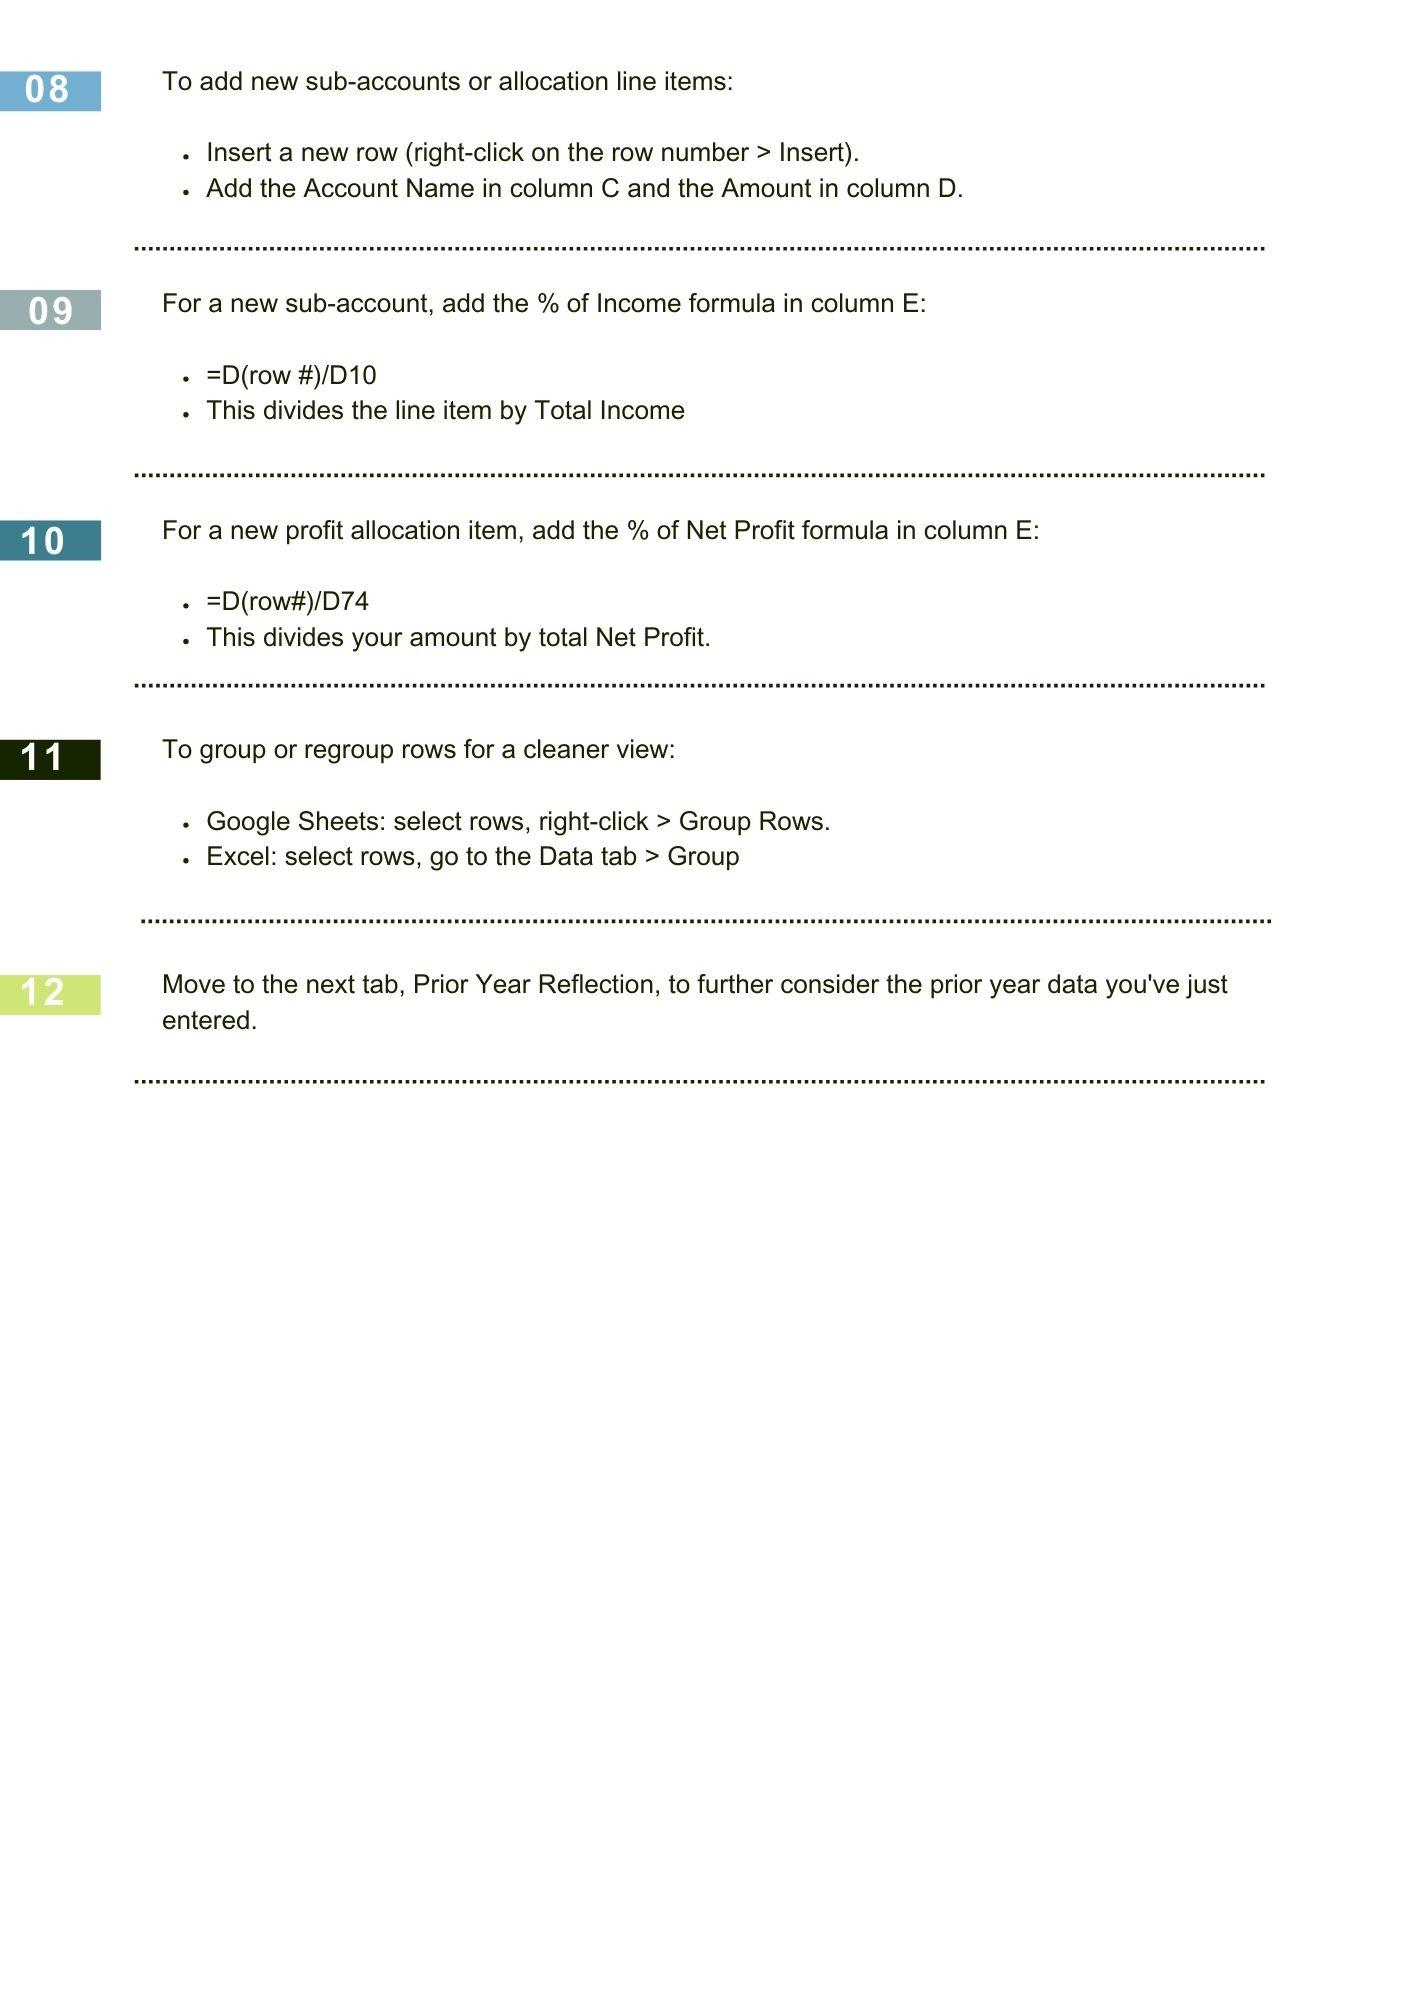 08
To add new sub-accounts or allocation line items:
• Insert a new row (right-click on the row number > Insert).
• Add the Account Name in column C and the Amount in column D.
09
For a new sub-account, add the % of Income formula in column E:
• =D(row #)/D10
• This divides the line item by Total Income
10
For a new profit allocation item, add the % of Net Profit formula in column E:
• =D(row#)/D74
• This divides your amount by total Net Profit.
11
To group or regroup rows for a cleaner view:
• Google Sheets: select rows, right-click > Group Rows.
• Excel: select rows, go to the Data tab > Group
12
Move to the next tab, Prior Year Reflection, to further consider the prior year data you've just
entered.